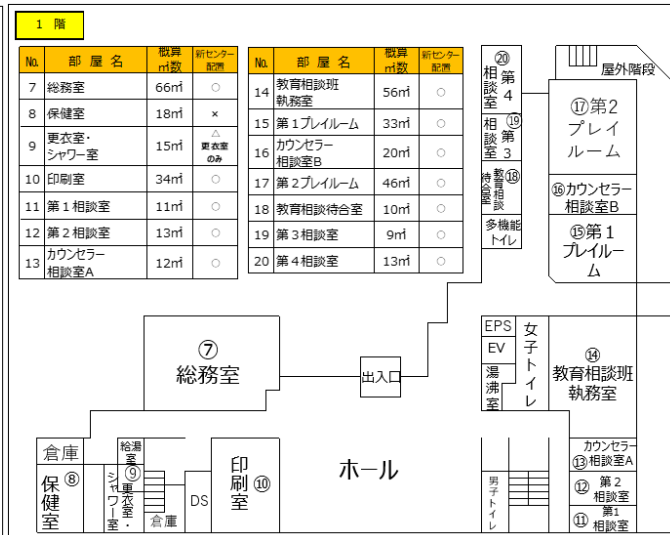 1 階
No. 部屋名 概算㎡数 新センター配置
7 総務室 66㎡ ○
8 保健室 18㎡ ×
9 更衣室・シャワー室 15㎡ △更衣室のみ
10 印刷室 34㎡ ○
11 第1相談室 11㎡ ○
12 第2相談室 13㎡ ○
13 カウンセラー相談室A 12㎡ ○
No. 部屋名 概算㎡数 新センター配置
14 教育相談班執務室 56㎡ ○
15 第1プレイルーム 33㎡ ○
16 カウンセラー相談室B 20㎡ ○
17 第2プレイルーム 46㎡ ○
18 教育相談待合室 10㎡ ○
19 第3相談室 9㎡ ○
20 第4相談室 13㎡ ○
⑳第4相談室
⑲第3相談室
⑱教育相談待合室
多機能トイレ
屋外階段
⑰第2プレイルーム
⑯カウンセラー相談室B
⑮第1プレイルーム
⑦総務室
出入口
EPS
EV
湯沸室
女子トイレ
⑭教育相談班執務室
倉庫
⑧保健室
給湯室
⑨更衣室・シャワー室
倉庫
DS
印刷室⑩
ホール
男子トイレ
⑬カウンセラー相談室A
⑫第2相談室
⑪第1相談室